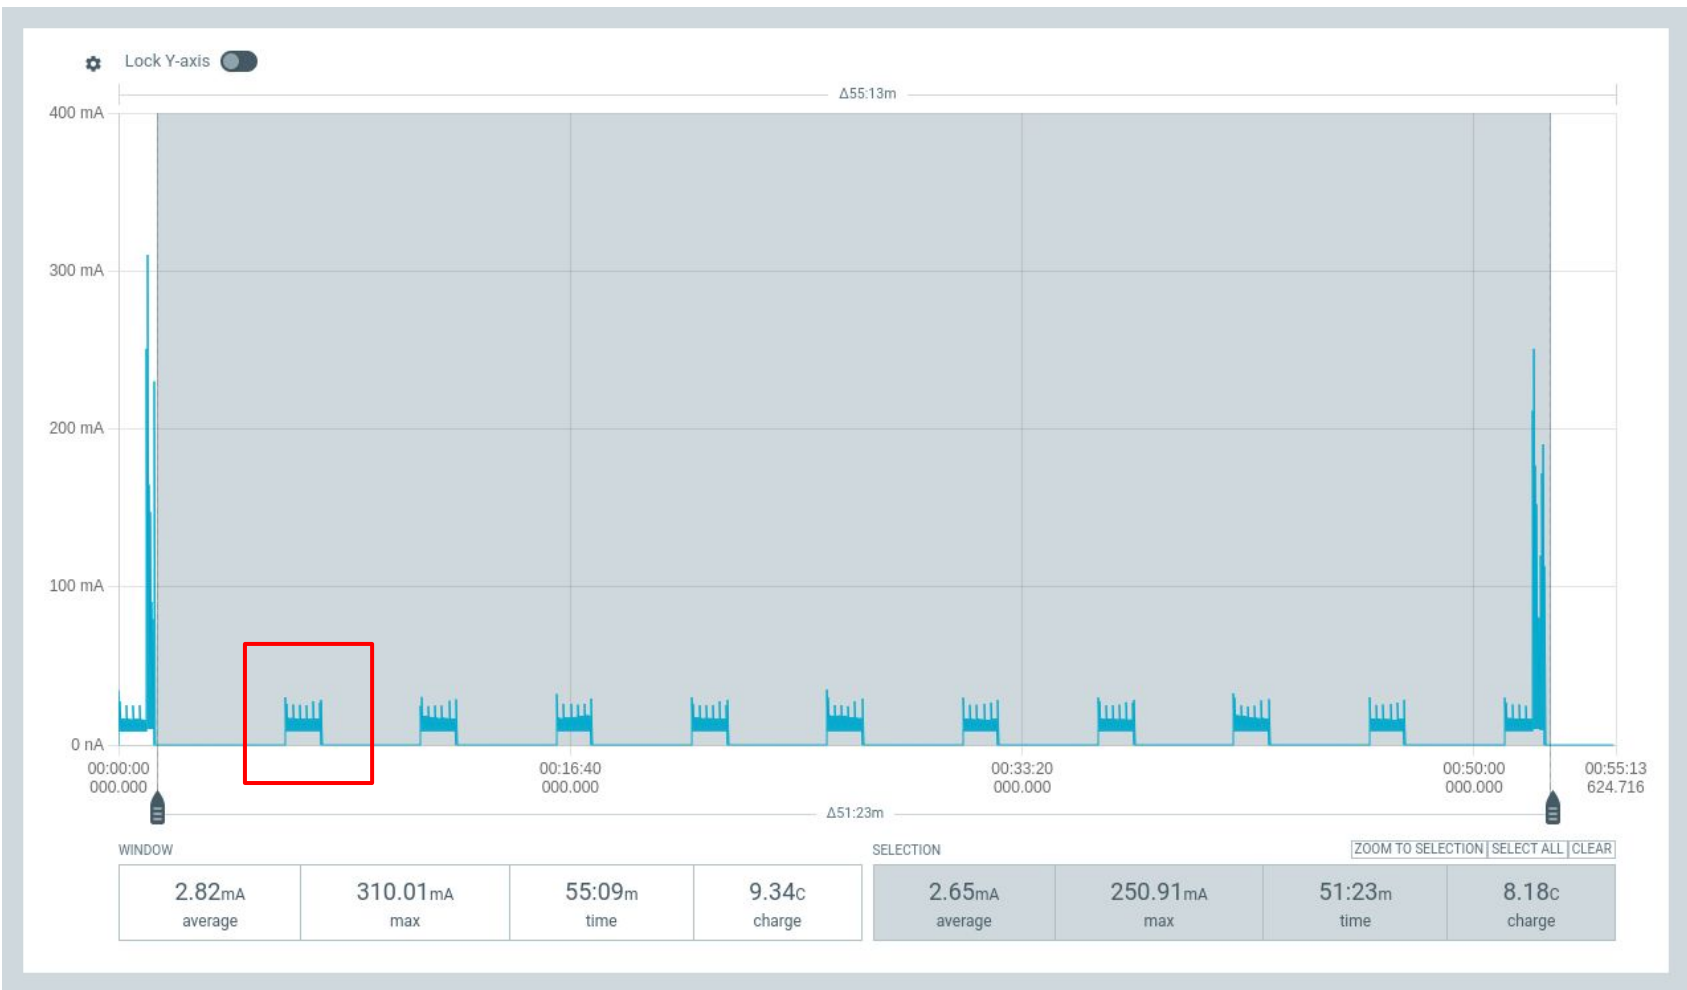 Lock Y-axis
Δ55:13m
400 mA
300 mA
200 mA
100 mA
0 nA
00:00:00 00:16:40 00:33:20 00:50:00 00:55:13
000.000 000.000 000.000 000.000 624.716
Δ51:23m
WINDOW SELECTION ZOOM TO SELECTION SELECT ALL CLEAR
2.82mA 310.01mA 55:09m 9.34c 2.65mA 250.91mA 51:23m 8.18c
average max time charge average max time charge